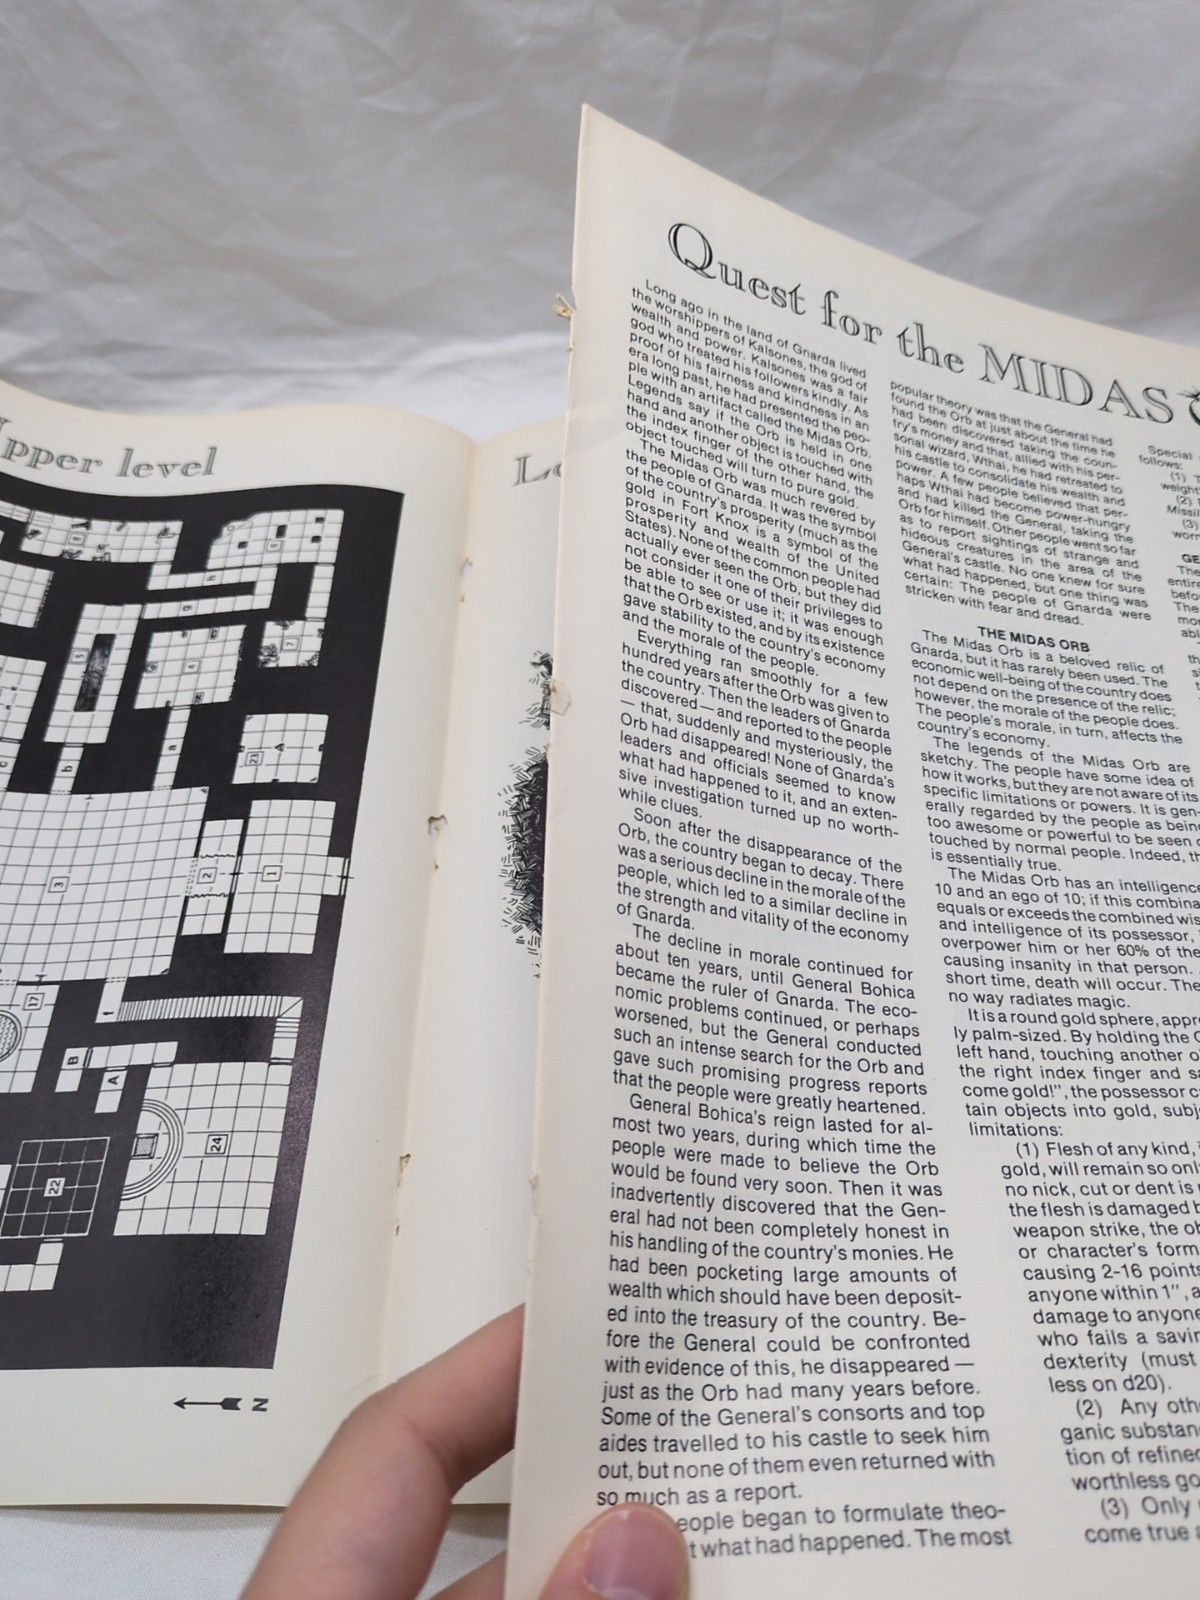 Upper level
7
4
5
A
23
3
2
1
17
B
A
24
22
N
Quest for the MIDAS
Long ago in the land of Gnarda lived
the worshippers of Kalsones, the god of
wealth and power. Kalsones was a fair
god who treated his followers kindly. As
proof of his fairness and kindness in an
era long past, he had presented the peo-
ple with an artifact called the Midas Orb.
Legends say if the Orb is held in one
hand and another object is touched with
the index finger of the other hand, the
object touched will turn to pure gold.
The Midas Orb was much revered by
the people of Gnarda. It was the symbol
of the country's prosperity (much as the
gold in Fort Knox is a symbol of the
prosperity and wealth of the United
States). None of the common people had
actually ever seen the Orb, but they did
not consider it one of their privileges to
be able to see or use it; it was enough
that the Orb existed, and by its existence
gave stability to the country's economy
and the morale of the people.
Everything ran smoothly for a few
hundred years after the Orb was given to
the country. Then the leaders of Gnarda
discovered — and reported to the people
— that, suddenly and mysteriously, the
Orb had disappeared! None of Gnarda's
leaders and officials seemed to know
what had happened to it, and an exten-
sive investigation turned up no worth-
while clues.
Soon after the disappearance of the
Orb, the country began to decay. There
was a serious decline in the morale of the
people, which led to a similar decline in
the strength and vitality of the economy
of Gnarda.
The decline in morale continued for
about ten years, until General Bohica
became the ruler of Gnarda. The eco-
nomic problems continued, or perhaps
worsened, but the General conducted
such an intense search for the Orb and
gave such promising progress reports
that the people were greatly heartened.
General Bohica's reign lasted for al-
most two years, during which time the
people were made to believe the Orb
would be found very soon. Then it was
inadvertently discovered that the Gen-
eral had not been completely honest in
his handling of the country's monies. He
had been pocketing large amounts of
wealth which should have been deposit-
ed into the treasury of the country. Be-
fore the General could be confronted
with evidence of this, he disappeared —
just as the Orb had many years before.
Some of the General's consorts and top
aides travelled to his castle to seek him
out, but none of them even returned with
so much as a report.
eople began to formulate theo-
t what had happened. The most
popular theory was that the General had
found the Orb at just about the time he
had been discovered taking the coun-
try's money and that, allied with his per-
sonal wizard, Wthai, he had retreated to
his castle to consolidate his wealth and
power. A few people believed that per-
haps Wthai had become power-hungry
and had killed the General, taking the
Orb for himself. Other people went so far
as to report sightings of strange and
hideous creatures in the area of the
General's castle. No one knew for sure
what had happened, but one thing was
certain: The people of Gnarda were
stricken with fear and dread.
THE MIDAS ORB
The Midas Orb is a beloved relic of
Gnarda, but it has rarely been used. The
economic well-being of the country does
not depend on the presence of the relic;
however, the morale of the people does.
The people's morale, in turn, affects the
country's economy.
The legends of the Midas Orb are
sketchy. The people have some idea of
how it works, but they are not aware of its
specific limitations or powers. It is gen-
erally regarded by the people as being
too awesome or powerful to be seen o
touched by normal people. Indeed, th
is essentially true.
The Midas Orb has an intelligence
10 and an ego of 10; if this combina
equals or exceeds the combined wis
and intelligence of its possessor,
overpower him or her 60% of the
causing insanity in that person.
short time, death will occur. The
no way radiates magic.
It is a round gold sphere, appro
ly palm-sized. By holding the O
left hand, touching another o
the right index finger and sa
come gold!", the possessor c
tain objects into gold, subj
limitations:
(1) Flesh of any kind,
gold, will remain so onl
no nick, cut or dent is
the flesh is damaged b
weapon strike, the ob
or character's form
causing 2-16 points
anyone within 1", a
damage to anyone
who fails a savin
dexterity (must
less on d20).
(2) Any oth
ganic substan
tion of refined
worthless go
(3) Only
come true a
Special
follows:
(1) T
weight
(2)
Missil
(3)
worn
GE
The
entire
befo
The
mor
abl